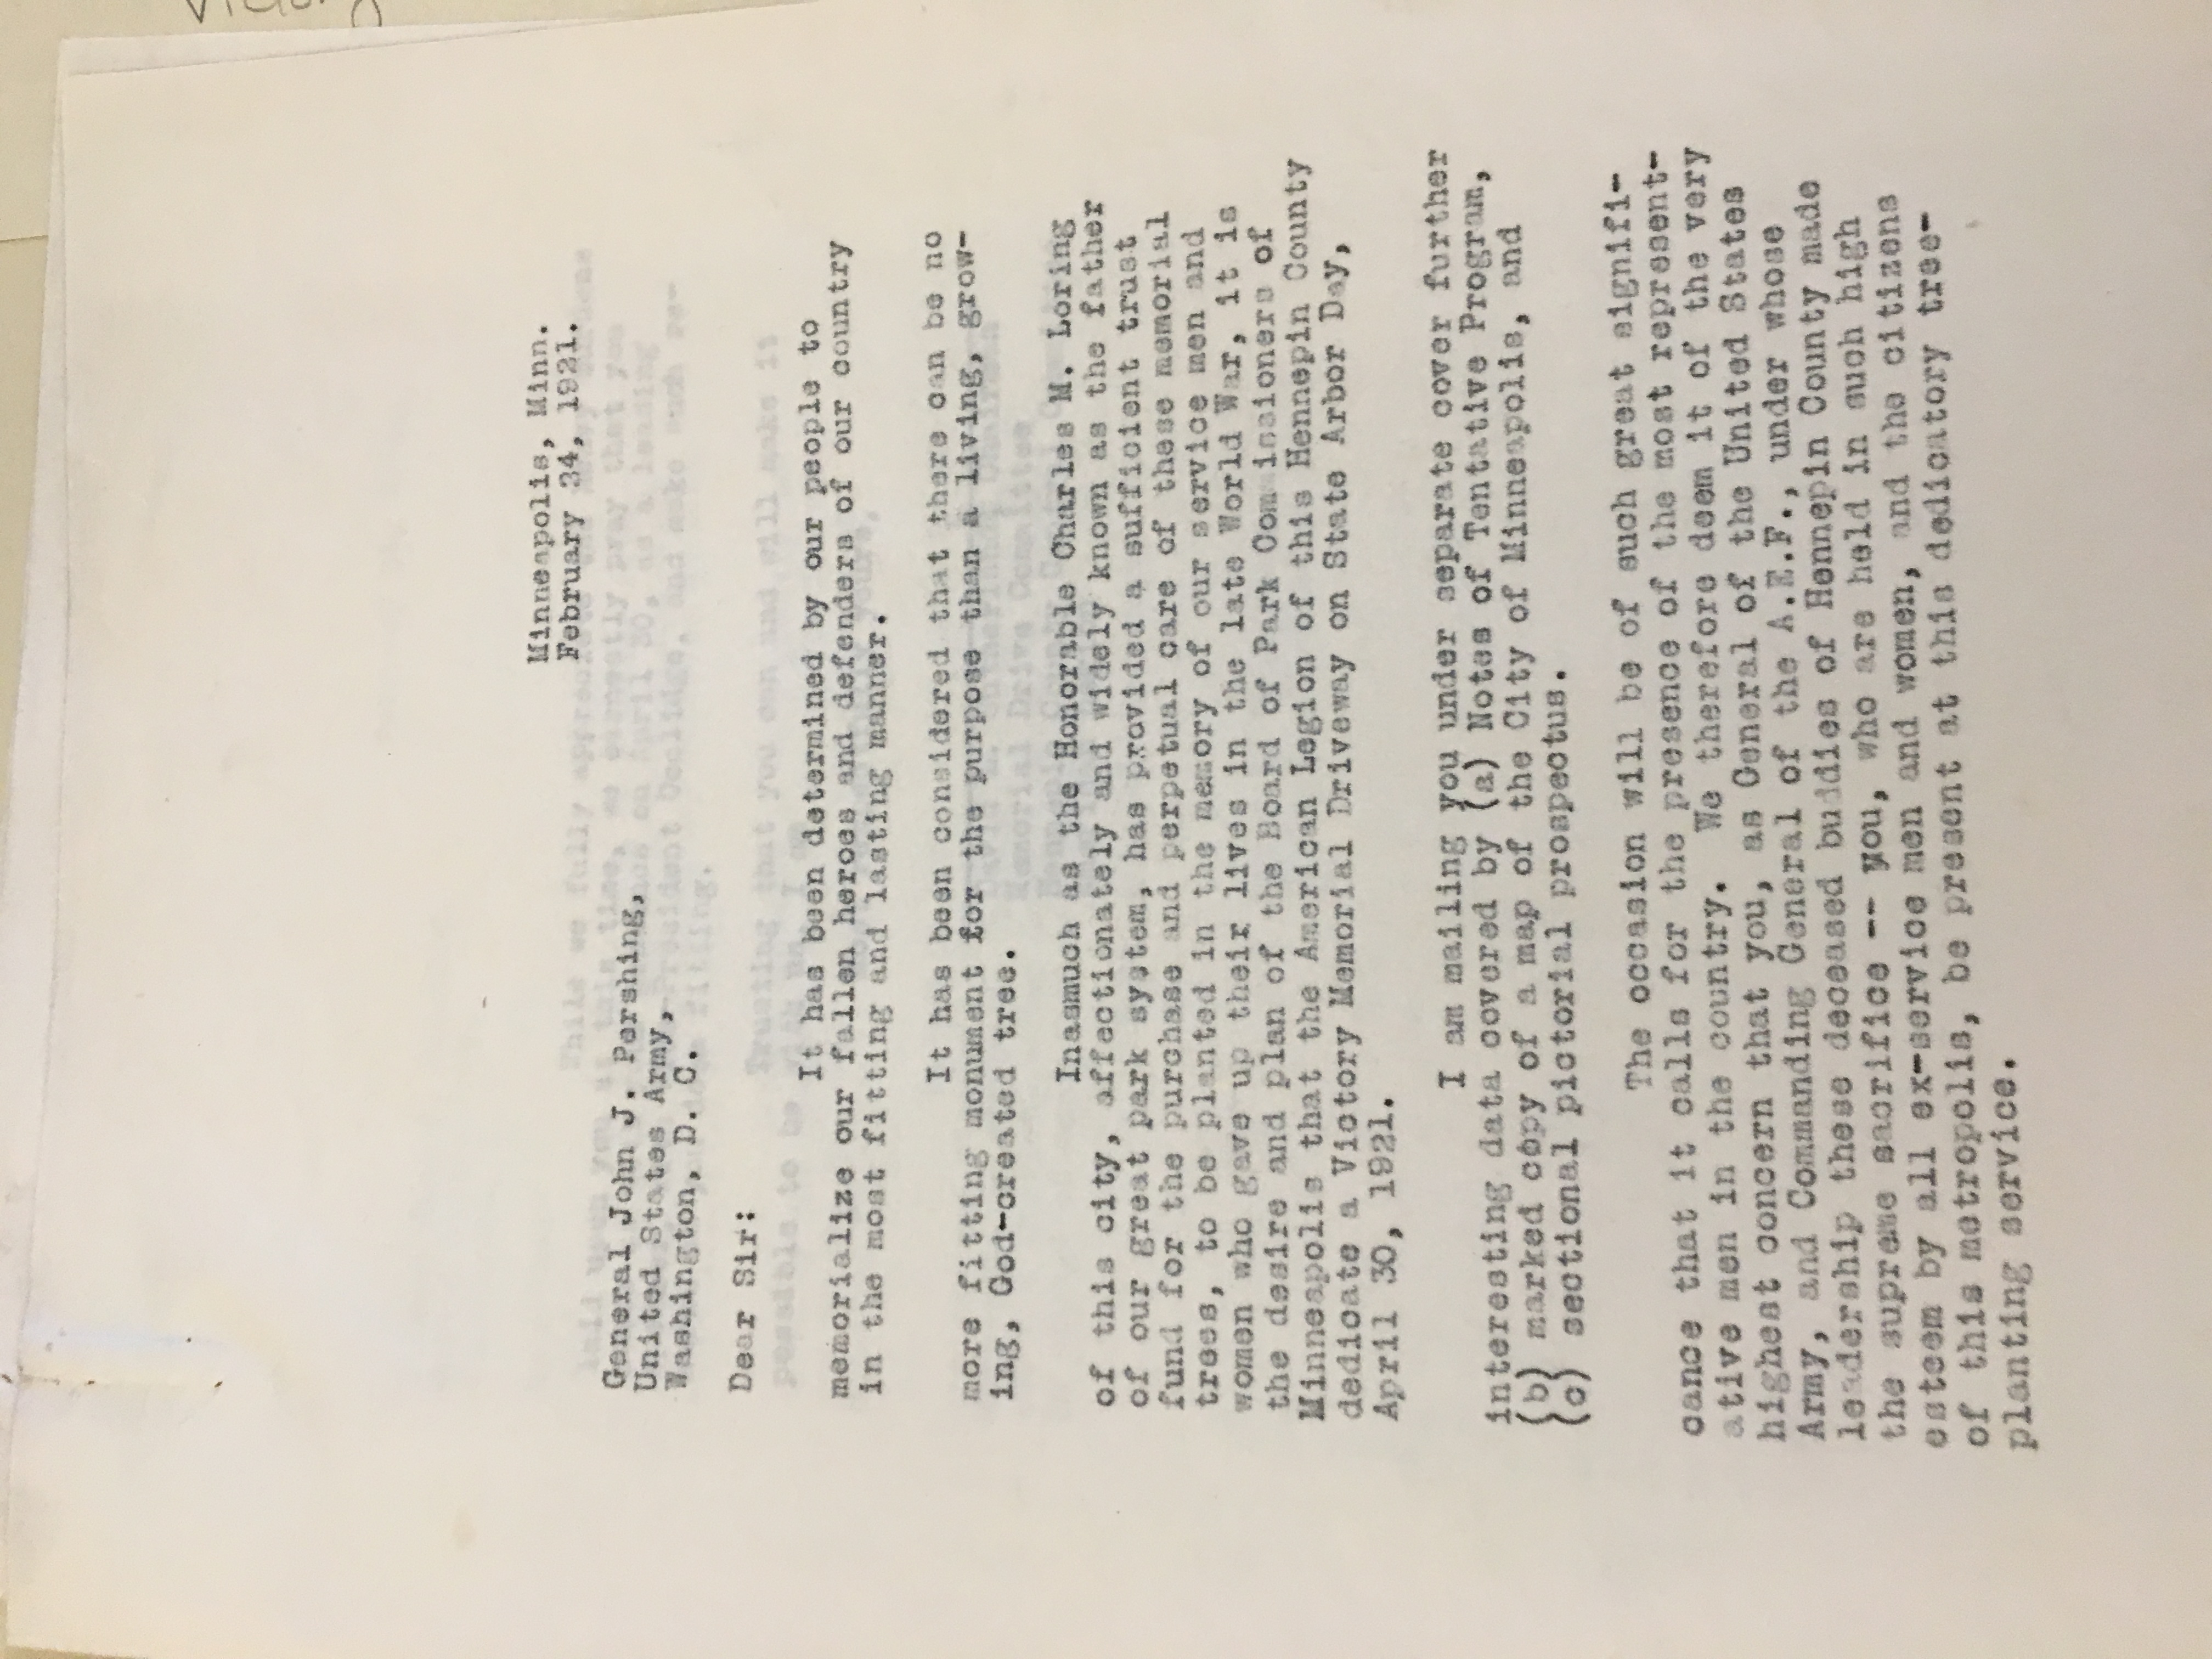 Minneapolis, Minn.
February 24, 1921.
General John J. Pershing,
United States Army,
Washington, D. C.
Dear Sir:
It has been determined by our people to
memorialize our fallen heroes and defenders of our country
in the most fitting and lasting manner.
It has been considered that there can be no
more fitting monument for the purpose than a living, grow-
ing, God-created tree.
Inasmuch as the Honorable Charles M. Loring
of this city, affectionately and widely known as the father
of our great park system, has provided a sufficient trust
fund for the purchase and perpetual care of these memorial
trees, to be planted in the memory of our service men and
women who gave up their lives in the late World War, it is
the desire and plan of the Board of Park Commissioners of
Minneapolis that the American Legion of this Hennepin County
dedicate a Victory Memorial Driveway on State Arbor Day,
April 30, 1921.
I am mailing you under separate cover further
interesting data covered by (a) Notes of Tentative Program,
(b) marked copy of a map of the City of Minneapolis, and
(c) sectional pictorial prospectus.
The occasion will be of such great signifi-
cance that it calls for the presence of the most represent-
ative men in the country. We therefore deem it of the very
highest concern that you, as General of the United States
Army, and Commanding General of the A.E.F., under whose
leadership these deceased buddies of Hennepin County made
the supreme sacrifice -- you, who are held in such high
esteem by all ex-service men and women, and the citizens
of this metropolis, be present at this dedicatory tree-
planting service.